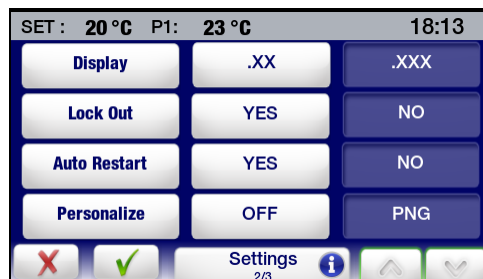 SET : 20 °C P1: 23 °C 18:13
Display .XX .XXX
Lock Out YES NO
Auto Restart YES NO
Personalize OFF PNG
Settings i
2/3